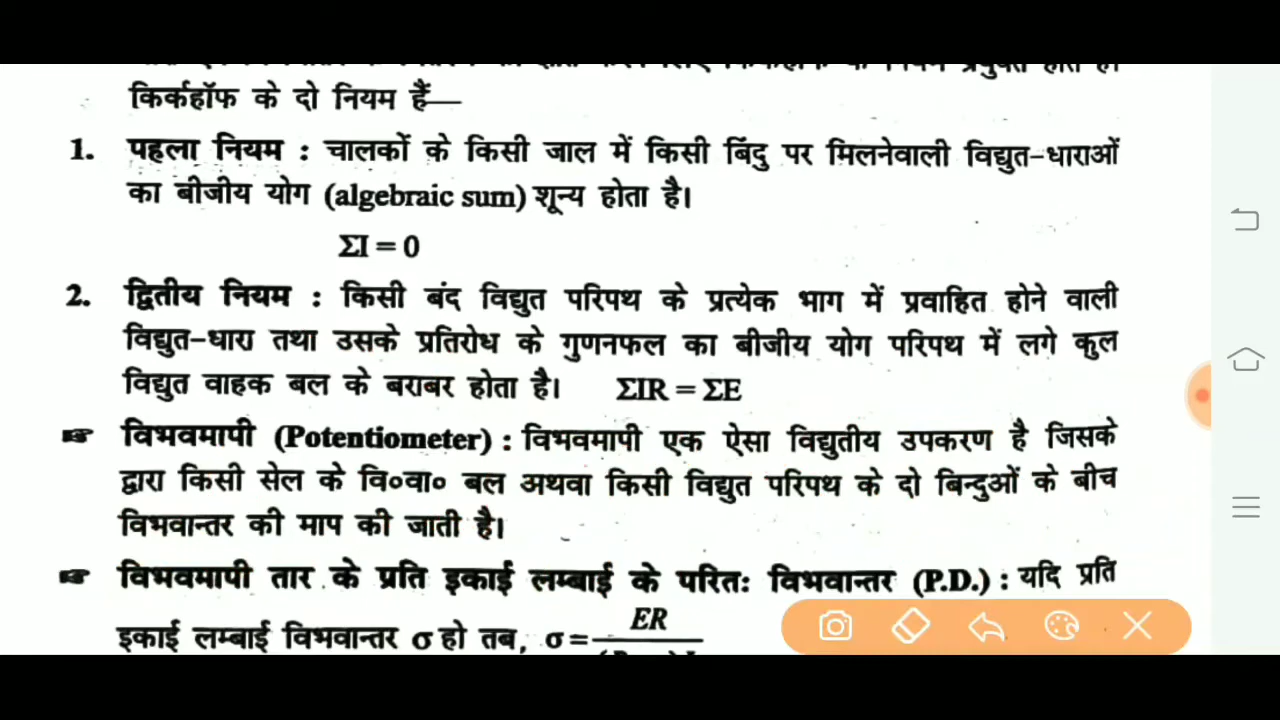 किर्कहॉफ के दो नियम हैं—
1. पहला नियम : चालकों के किसी जाल में किसी बिंदु पर मिलनेवाली विद्युत-धाराओं
का बीजीय योग (algebraic sum) शून्य होता है।
ΣI = 0
2. द्वितीय नियम : किसी बंद विद्युत परिपथ के प्रत्येक भाग में प्रवाहित होने वाली
विद्युत-धारा तथा उसके प्रतिरोध के गुणनफल का बीजीय योग परिपथ में लगे कुल
विद्युत वाहक बल के बराबर होता है। ΣIR = ΣE
☞ विभवमापी (Potentiometer) : विभवमापी एक ऐसा विद्युतीय उपकरण है जिसके
द्वारा किसी सेल के वि०वा० बल अथवा किसी विद्युत परिपथ के दो बिन्दुओं के बीच
विभवान्तर की माप की जाती है।
☞ विभवमापी तार के प्रति इकाई लम्बाई के परितः विभवान्तर (P.D.) : यदि प्रति
इकाई लम्बाई विभवान्तर σ हो तब, σ = ER